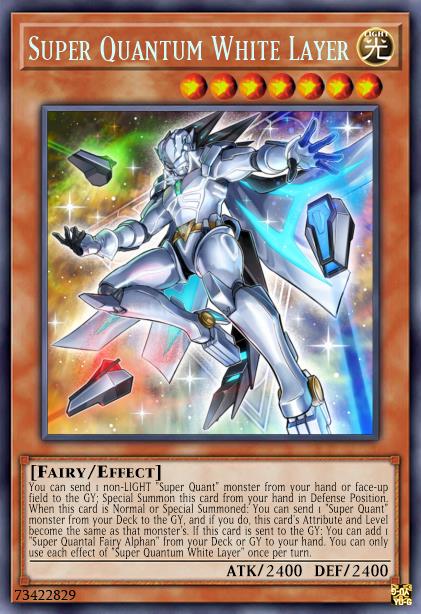 SUPER QUANTUM WHITE LAYER
LIGHT
光
[FAIRY/EFFECT]
You can send 1 non-LIGHT "Super Quant" monster from your hand or face-up
field to the GY; Special Summon this card from your hand in Defense Position.
When this card is Normal or Special Summoned: You can send 1 "Super Quant"
monster from your Deck to the GY, and if you do, this card's Attribute and Level
become the same as that monster's. If this card is sent to the GY: You can add 1
"Super Quantal Fairy Alphan" from your Deck or GY to your hand. You can only
use each effect of "Super Quantum White Layer" once per turn.
ATK/2400 DEF/2400
73422829